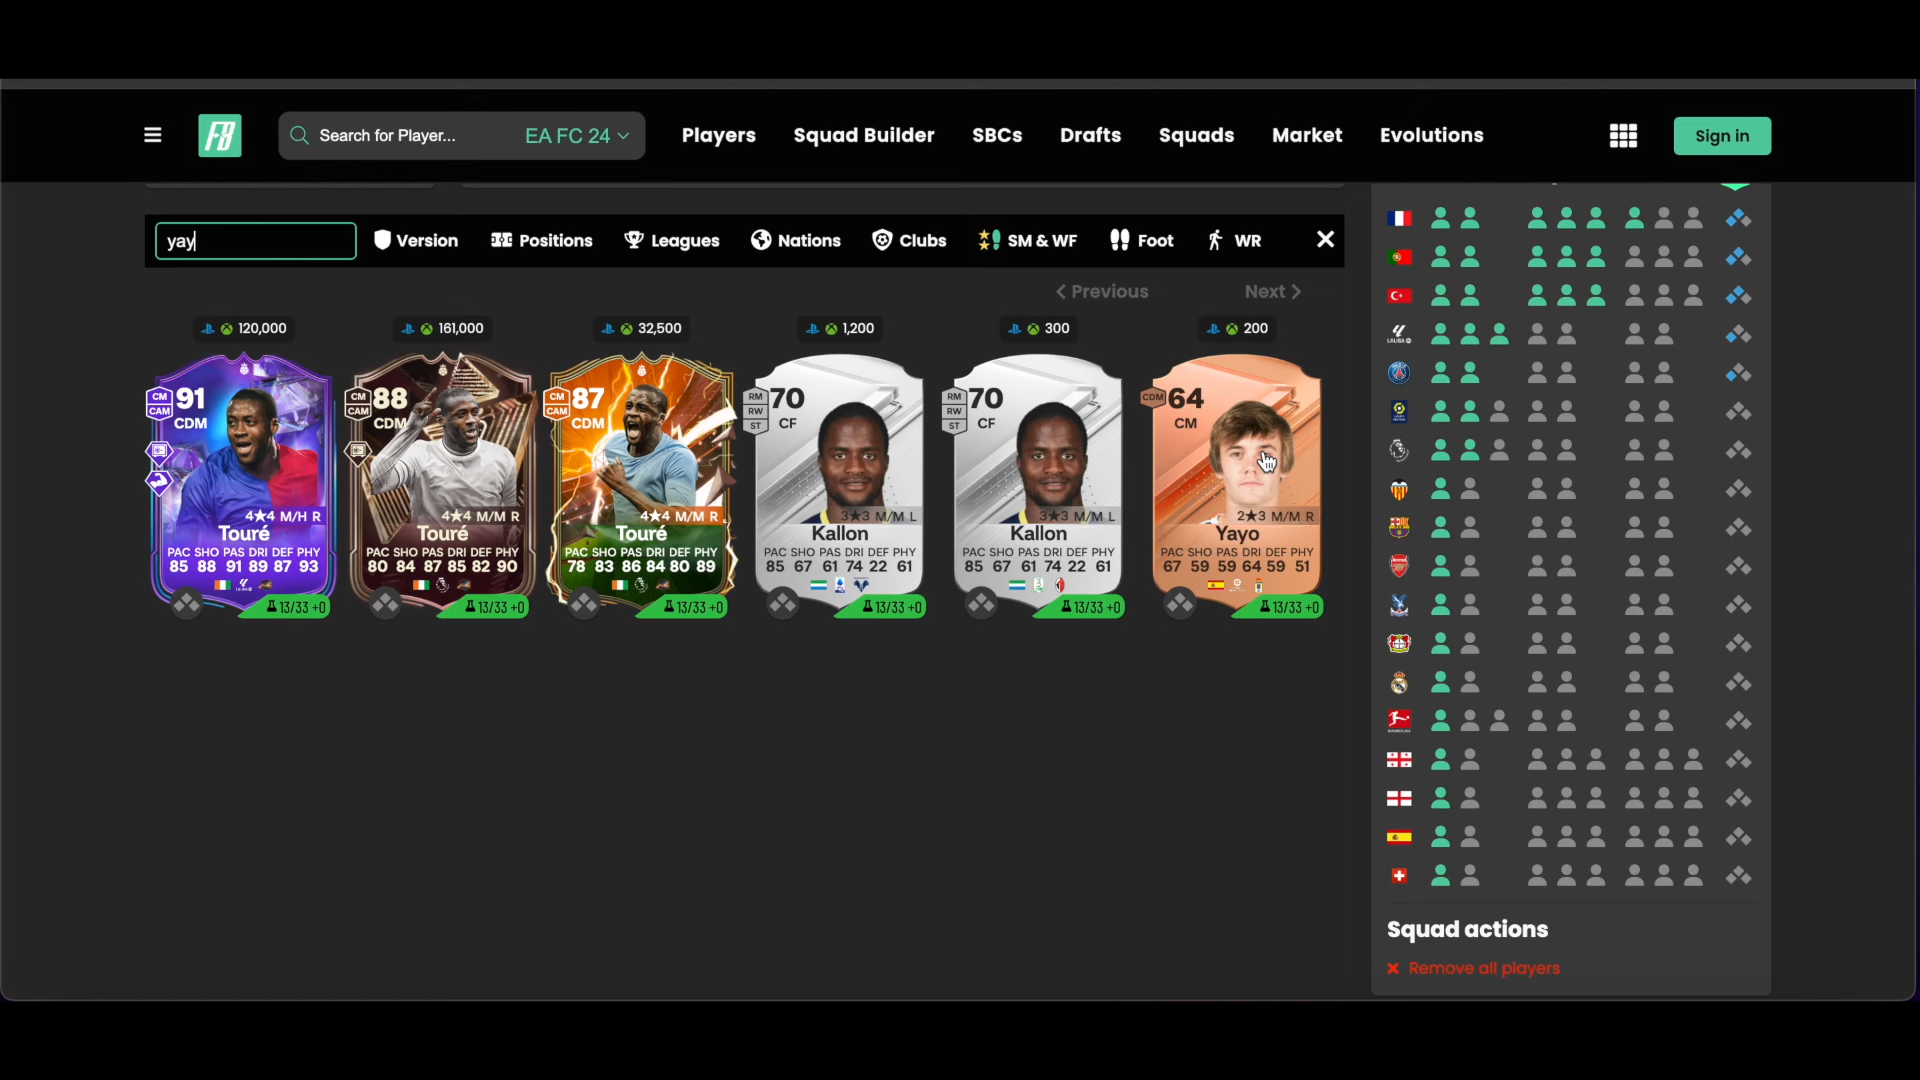 Search for Player... EA FC 24 Players Squad Builder SBCs Drafts Squads Market Evolutions Sign in
yay Version Positions Leagues Nations Clubs SM & WF Foot WR
Previous Next
120,000 161,000 32,500 1,200 300 200
CM CAM 91 CDM
4★4 M/H R
Touré
PAC SHO PAS DRI DEF PHY
85 88 91 89 87 93
13/33 +0
CM CAM 88 CDM
4★4 M/M R
Touré
PAC SHO PAS DRI DEF PHY
80 84 87 85 82 90
13/33 +0
CM CAM 87 CDM
4★4 M/M R
Touré
PAC SHO PAS DRI DEF PHY
78 83 86 84 80 89
13/33 +0
RM RW ST 70 CF
3★3 M/M L
Kallon
PAC SHO PAS DRI DEF PHY
85 67 61 74 22 61
13/33 +0
RM RW ST 70 CF
3★3 M/M L
Kallon
PAC SHO PAS DRI DEF PHY
85 67 61 74 22 61
13/33 +0
CDM 64 CM
2★3 M/M R
Yayo
PAC SHO PAS DRI DEF PHY
67 59 59 64 59 51
13/33 +0
Squad actions
Remove all players